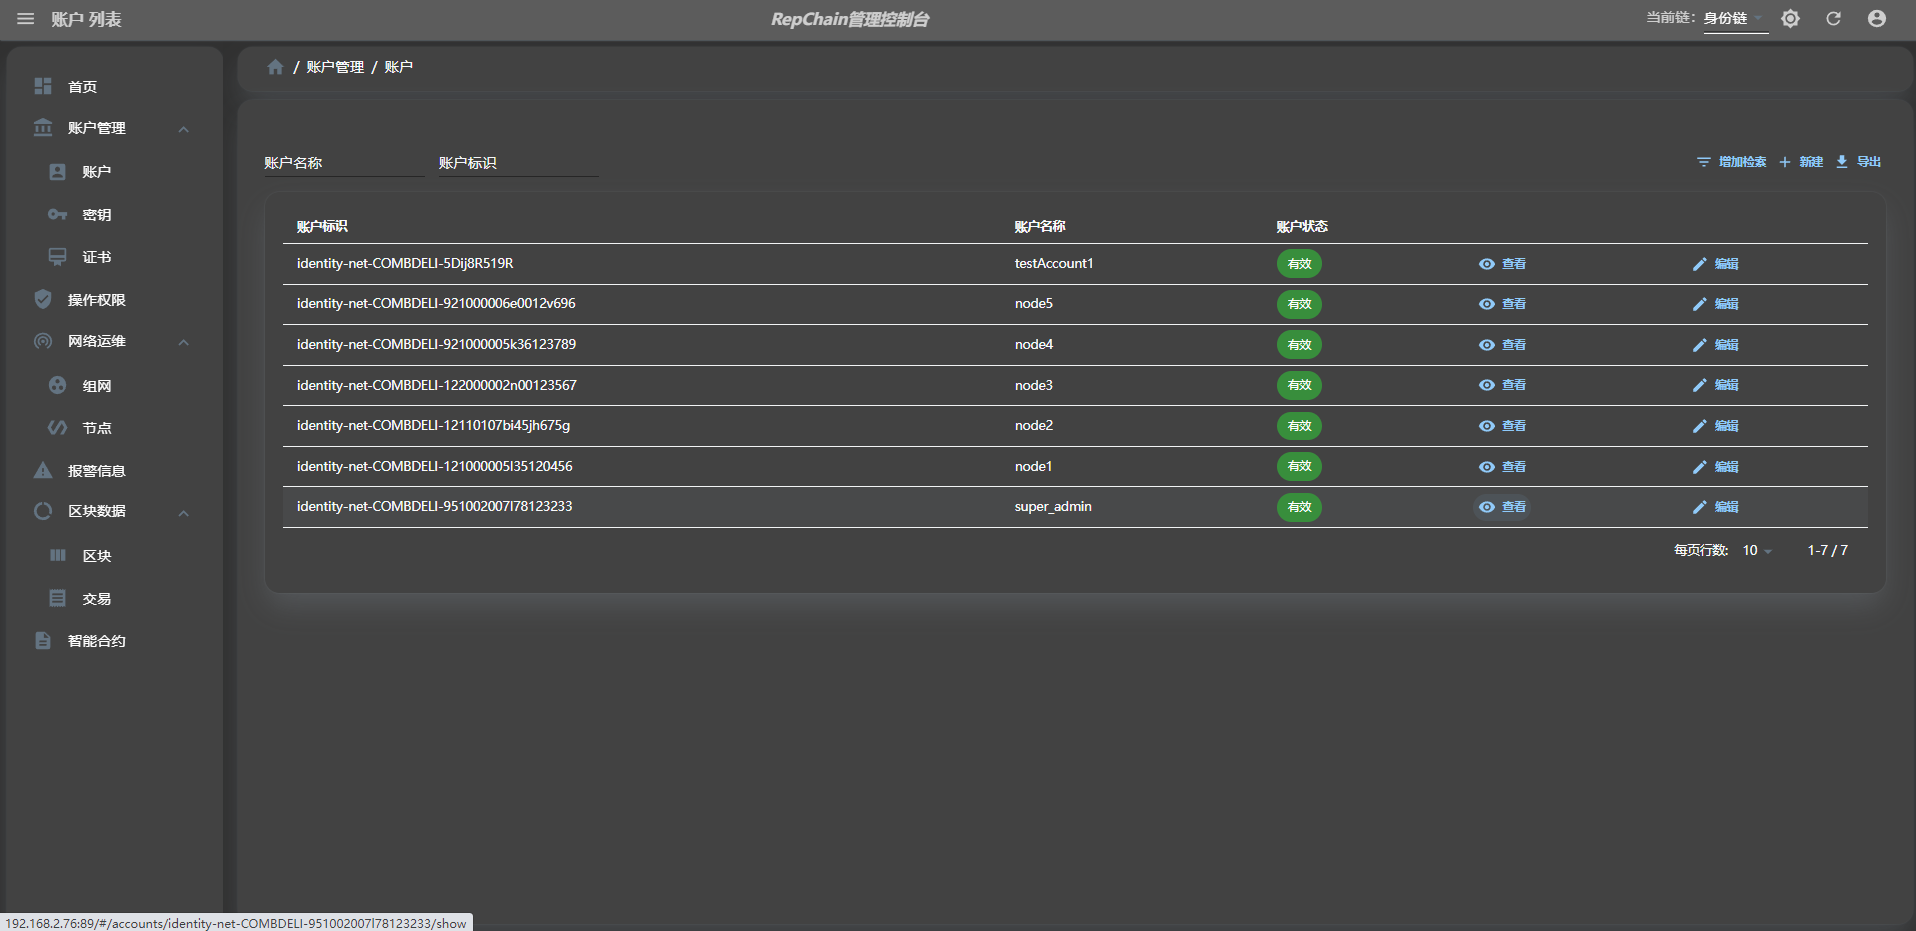 账户 列表
RepChain管理控制台
当前链: 身份链
首页
账户管理
账户
密钥
证书
操作权限
网络运维
组网
节点
报警信息
区块数据
区块
交易
智能合约
/ 账户管理 / 账户
账户名称 账户标识
增加检索 新建 导出
账户标识 账户名称 账户状态
identity-net-COMBDELI-5Dij8R519R testAccount1 有效 查看 编辑
identity-net-COMBDELI-921000006e0012v696 node5 有效 查看 编辑
identity-net-COMBDELI-921000005k36123789 node4 有效 查看 编辑
identity-net-COMBDELI-122000002n00123567 node3 有效 查看 编辑
identity-net-COMBDELI-12110107bi45jh675g node2 有效 查看 编辑
identity-net-COMBDELI-121000005l35120456 node1 有效 查看 编辑
identity-net-COMBDELI-951002007l78123233 super_admin 有效 查看 编辑
每页行数: 10 1-7 / 7
192.168.2.76:89/#/accounts/identity-net-COMBDELI-951002007l78123233/show